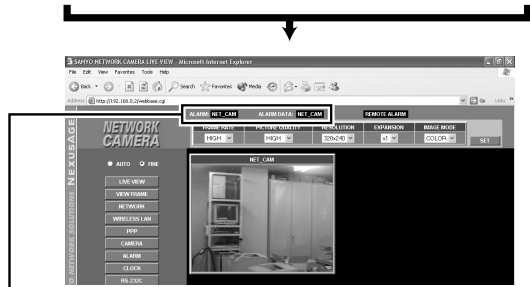 SANYO NETWORK CAMERA LIVE VIEW - Microsoft Internet Explorer
File Edit View Favorites Tools Help
Back Search Favorites Media
Address http://192.168.0.2/webbase.cgi Go Links
ALARM: NET_CAM ALARM DATA: NET_CAM REMOTE ALARM
NETWORK CAMERA
FRAME RATE PICTURE QUALITY RESOLUTION EXPANSION IMAGE MODE
HIGH HIGH 320x240 x1 COLOR SET
AUTO FINE
NET_CAM
LIVE VIEW
VIEW FRAME
NETWORK
WIRELESS LAN
PPP
CAMERA
ALARM
CLOCK
RS-232C
NETWORK SOLUTIONS NEXUSAGE